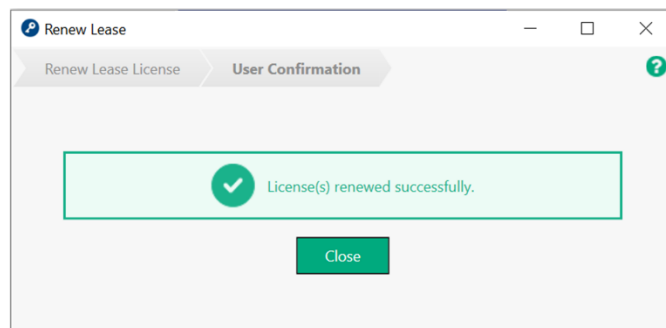 Renew Lease
Renew Lease License User Confirmation
License(s) renewed successfully.
Close